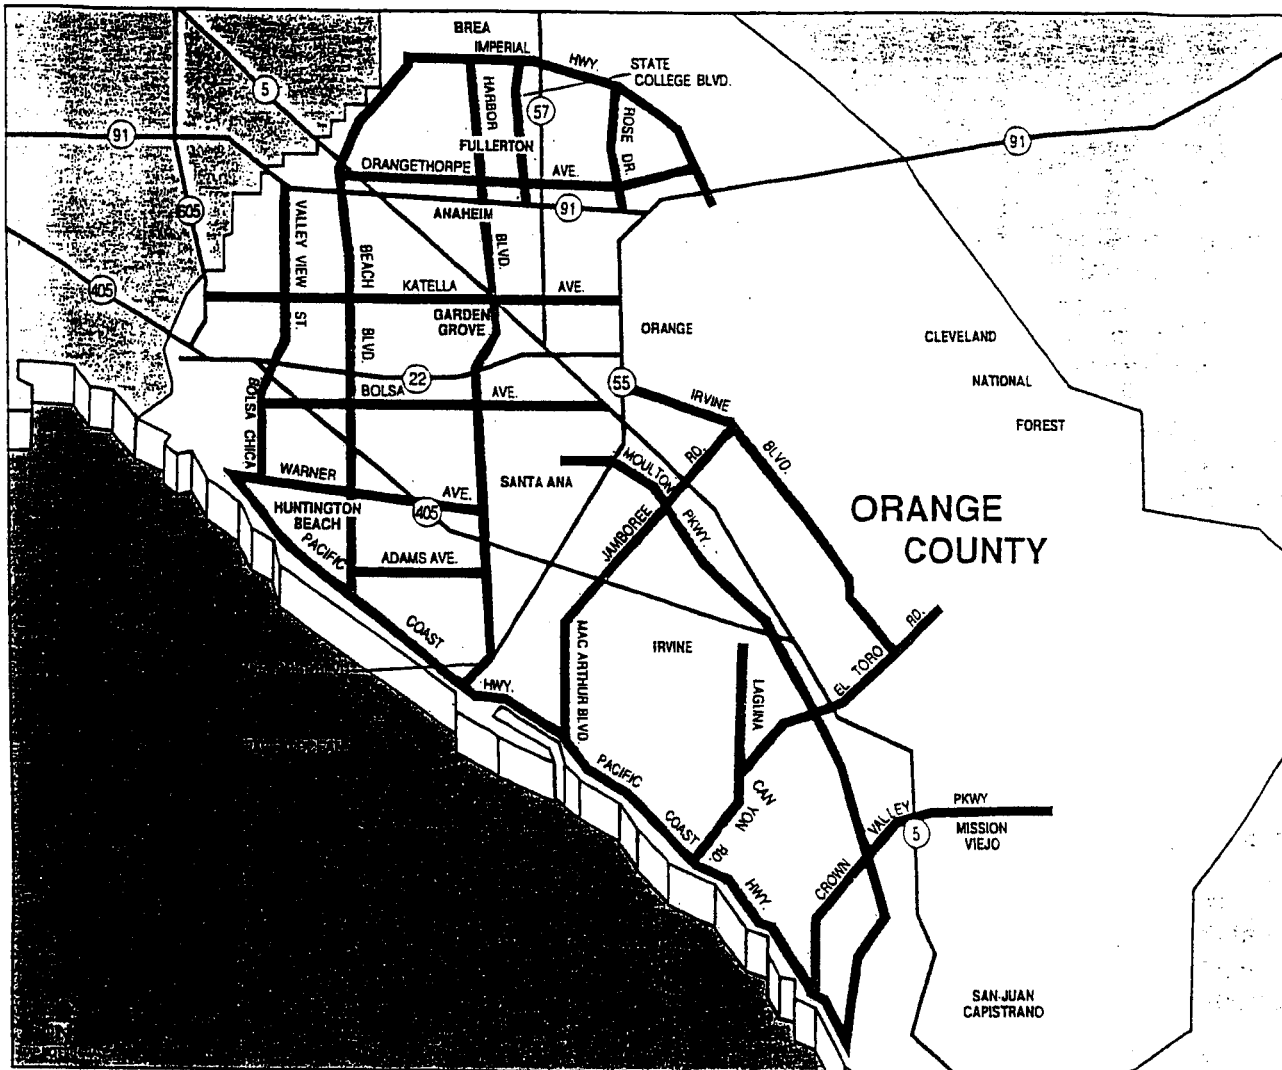 BREA
IMPERIAL
HWY.
STATE
COLLEGE BLVD.
5
57
HARBOR
ROSE DR.
91
91
FULLERTON
ORANGETHORPE
AVE.
91
605
ANAHEIM
VALLEY VIEW
ST.
BEACH
BLVD.
BLVD.
405
KATELLA
AVE.
GARDEN
GROVE
ORANGE
CLEVELAND
NATIONAL
FOREST
22
55
BOLSA
AVE.
IRVINE
BLVD.
BOLSA CHICA
MOULTON
PKWY.
RD.
JAMBOREE
WARNER
AVE.
SANTA ANA
405
HUNTINGTON
BEACH
ORANGE
COUNTY
PACIFIC
COAST
HWY.
ADAMS AVE.
MAC ARTHUR BLVD.
IRVINE
EL TORO
RD.
LAGUNA
CAN
YON
RD.
PACIFIC
COAST
HWY.
CROWN
VALLEY
PKWY
5
MISSION
VIEJO
SAN JUAN
CAPISTRANO